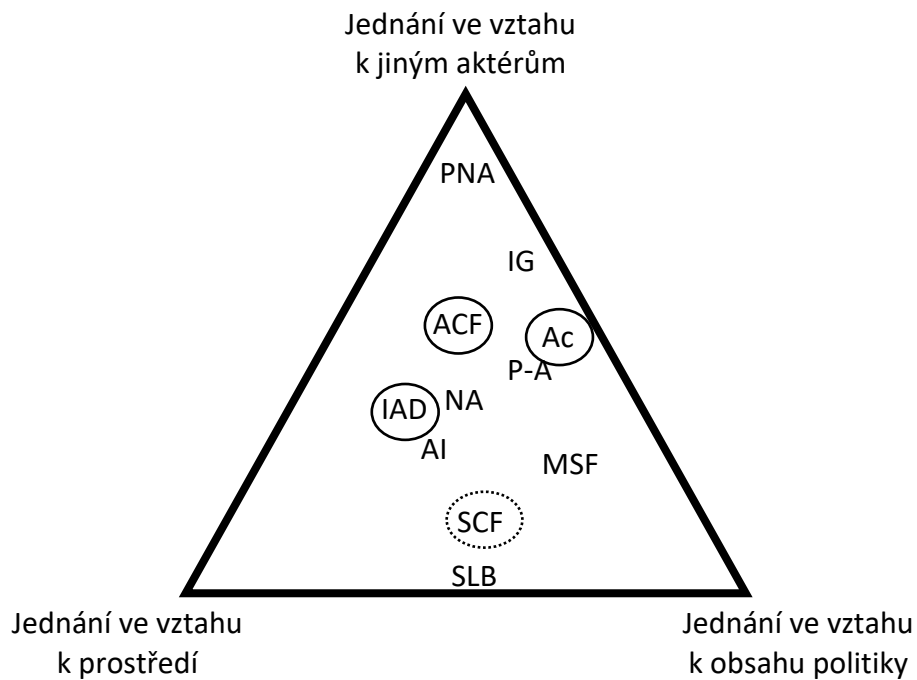 Jednání ve vztahu
k jiným aktérům
PNA
IG
ACF
Ac
P-A
IAD
NA
AI
MSF
SCF
SLB
Jednání ve vztahu
k prostředí
Jednání ve vztahu
k obsahu politiky